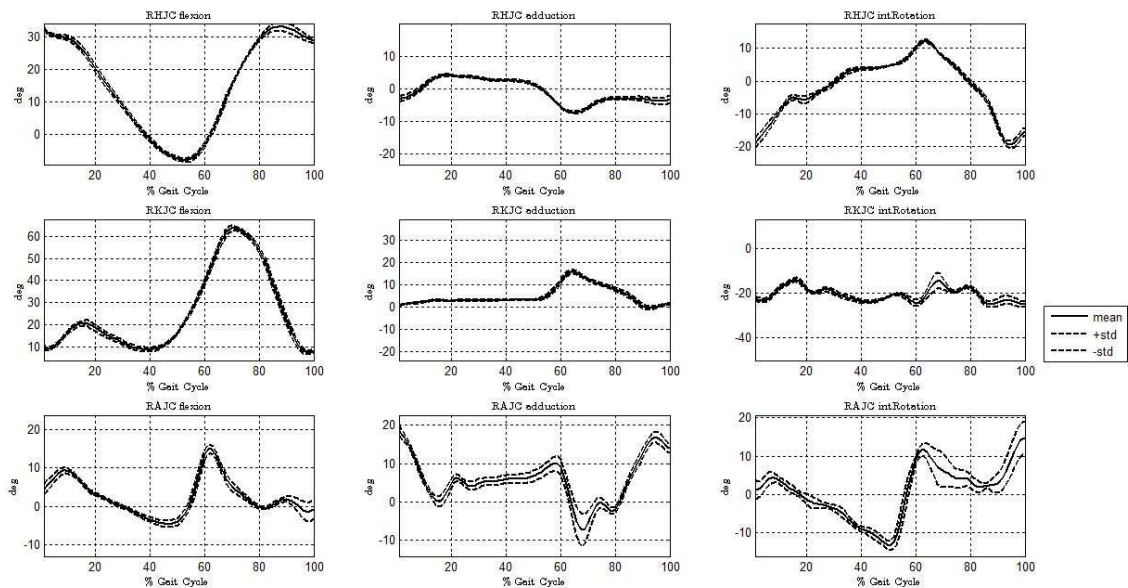 RHJC flexion
RHJC adduction
RHJC intRotation
30
20
10
0
deg
20
40
60
80
100
% Gait Cycle
10
0
-10
-20
deg
20
40
60
80
100
% Gait Cycle
10
0
-10
-20
deg
20
40
60
80
100
% Gait Cycle
RKJC flexion
RKJC adduction
RKJC intRotation
60
50
40
30
20
10
deg
20
40
60
80
100
% Gait Cycle
30
20
10
0
-10
-20
deg
20
40
60
80
100
% Gait Cycle
0
-20
-40
deg
20
40
60
80
100
% Gait Cycle
mean
+std
-std
RAJC flexion
RAJC adduction
RAJC intRotation
20
10
0
-10
deg
20
40
60
80
100
% Gait Cycle
20
10
0
-10
deg
20
40
60
80
100
% Gait Cycle
20
10
0
-10
deg
20
40
60
80
100
% Gait Cycle